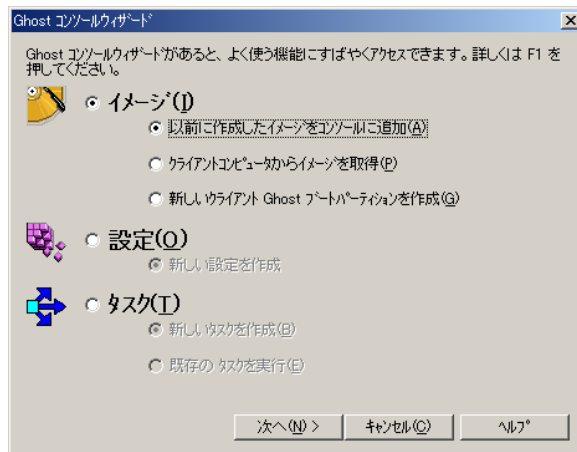 Ghost ｺﾝｿｰﾙｳｨｻﾞｰﾄﾞ
Ghost ｺﾝｿｰﾙｳｨｻﾞｰﾄﾞがあると、よく使う機能にすばやくｱｸｾｽできます。詳しくは F1 を
押してください。
ｲﾒｰｼﾞ(I)
以前に作成したｲﾒｰｼﾞをｺﾝｿｰﾙに追加(A)
ｸﾗｲｱﾝﾄｺﾝﾋﾟｭｰﾀからｲﾒｰｼﾞを取得(P)
新しいｸﾗｲｱﾝﾄ Ghost ﾌﾞｰﾄﾊﾟｰﾃｨｼｮﾝを作成(G)
設定(O)
新しい設定を作成
ﾀｽｸ(T)
新しいﾀｽｸを作成(B)
既存の ﾀｽｸを実行(E)
次へ(N) >
ｷｬﾝｾﾙ(C)
ﾍﾙﾌﾟ